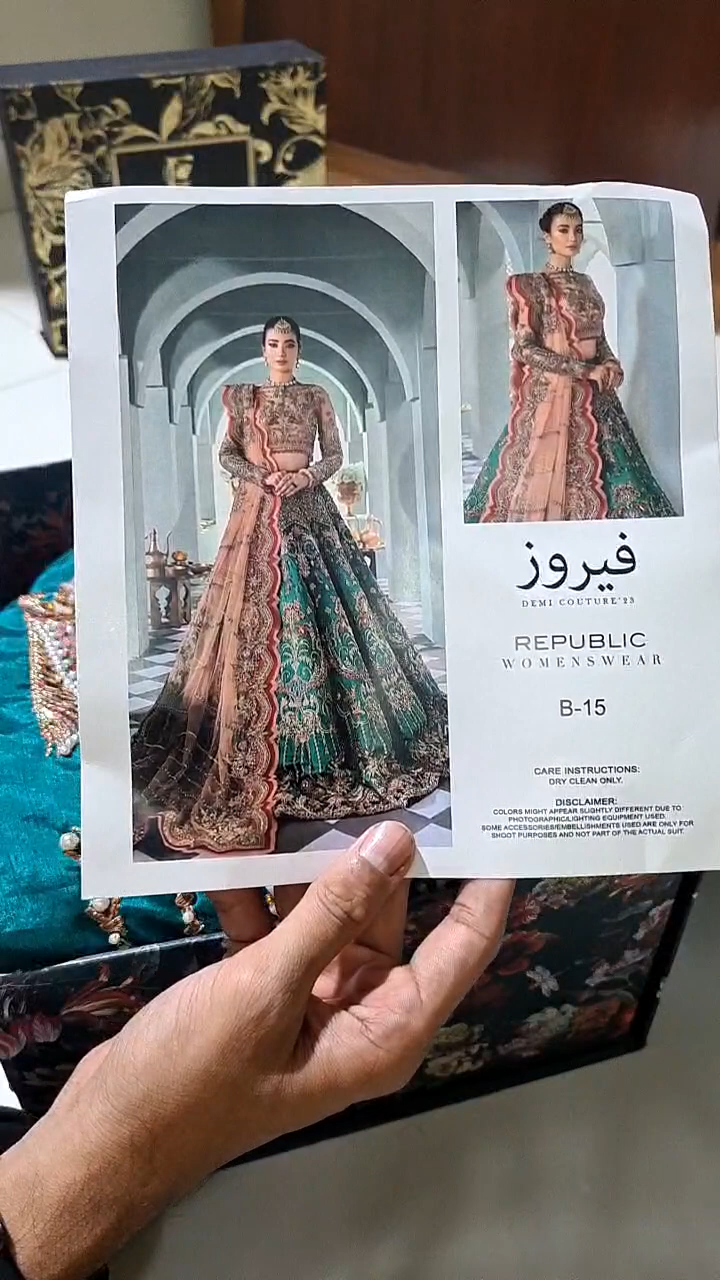 فيروز
DEMI COUTURE'23
REPUBLIC
WOMENSWEAR
B-15
CARE INSTRUCTIONS:
DRY CLEAN ONLY.
DISCLAIMER:
COLORS MIGHT APPEAR SLIGHTLY DIFFERENT DUE TO
PHOTOGRAPHIC/LIGHTING EQUIPMENT USED.
SOME ACCESSORIES/EMBELLISHMENTS USED ARE ONLY FOR
SHOOT PURPOSES AND NOT PART OF THE ACTUAL SUIT.